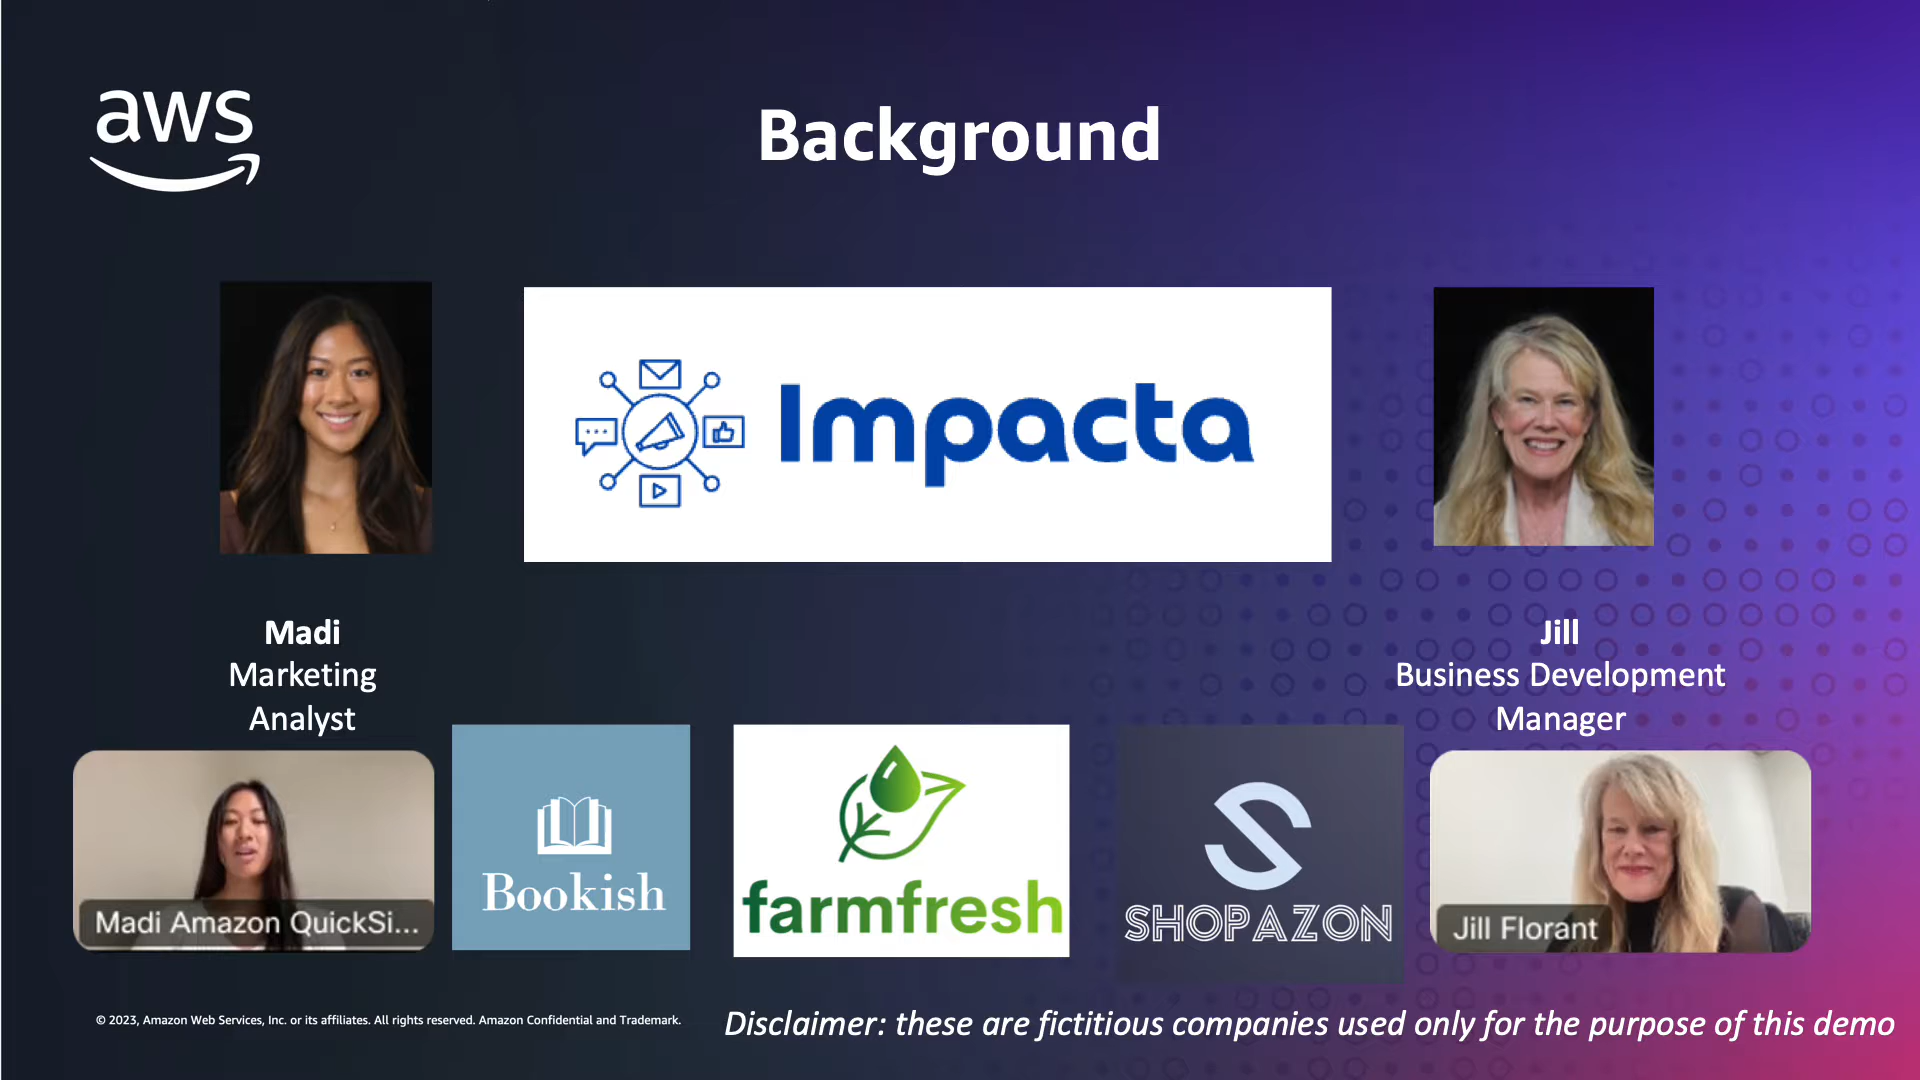 aws
Background
Impacta
Madi
Marketing
Analyst
Jill
Business Development
Manager
Madi Amazon QuickSi...
Bookish
farmfresh
SHOPAZON
Jill Florant
© 2023, Amazon Web Services, Inc. or its affiliates. All rights reserved. Amazon Confidential and Trademark.
Disclaimer: these are fictitious companies used only for the purpose of this demo